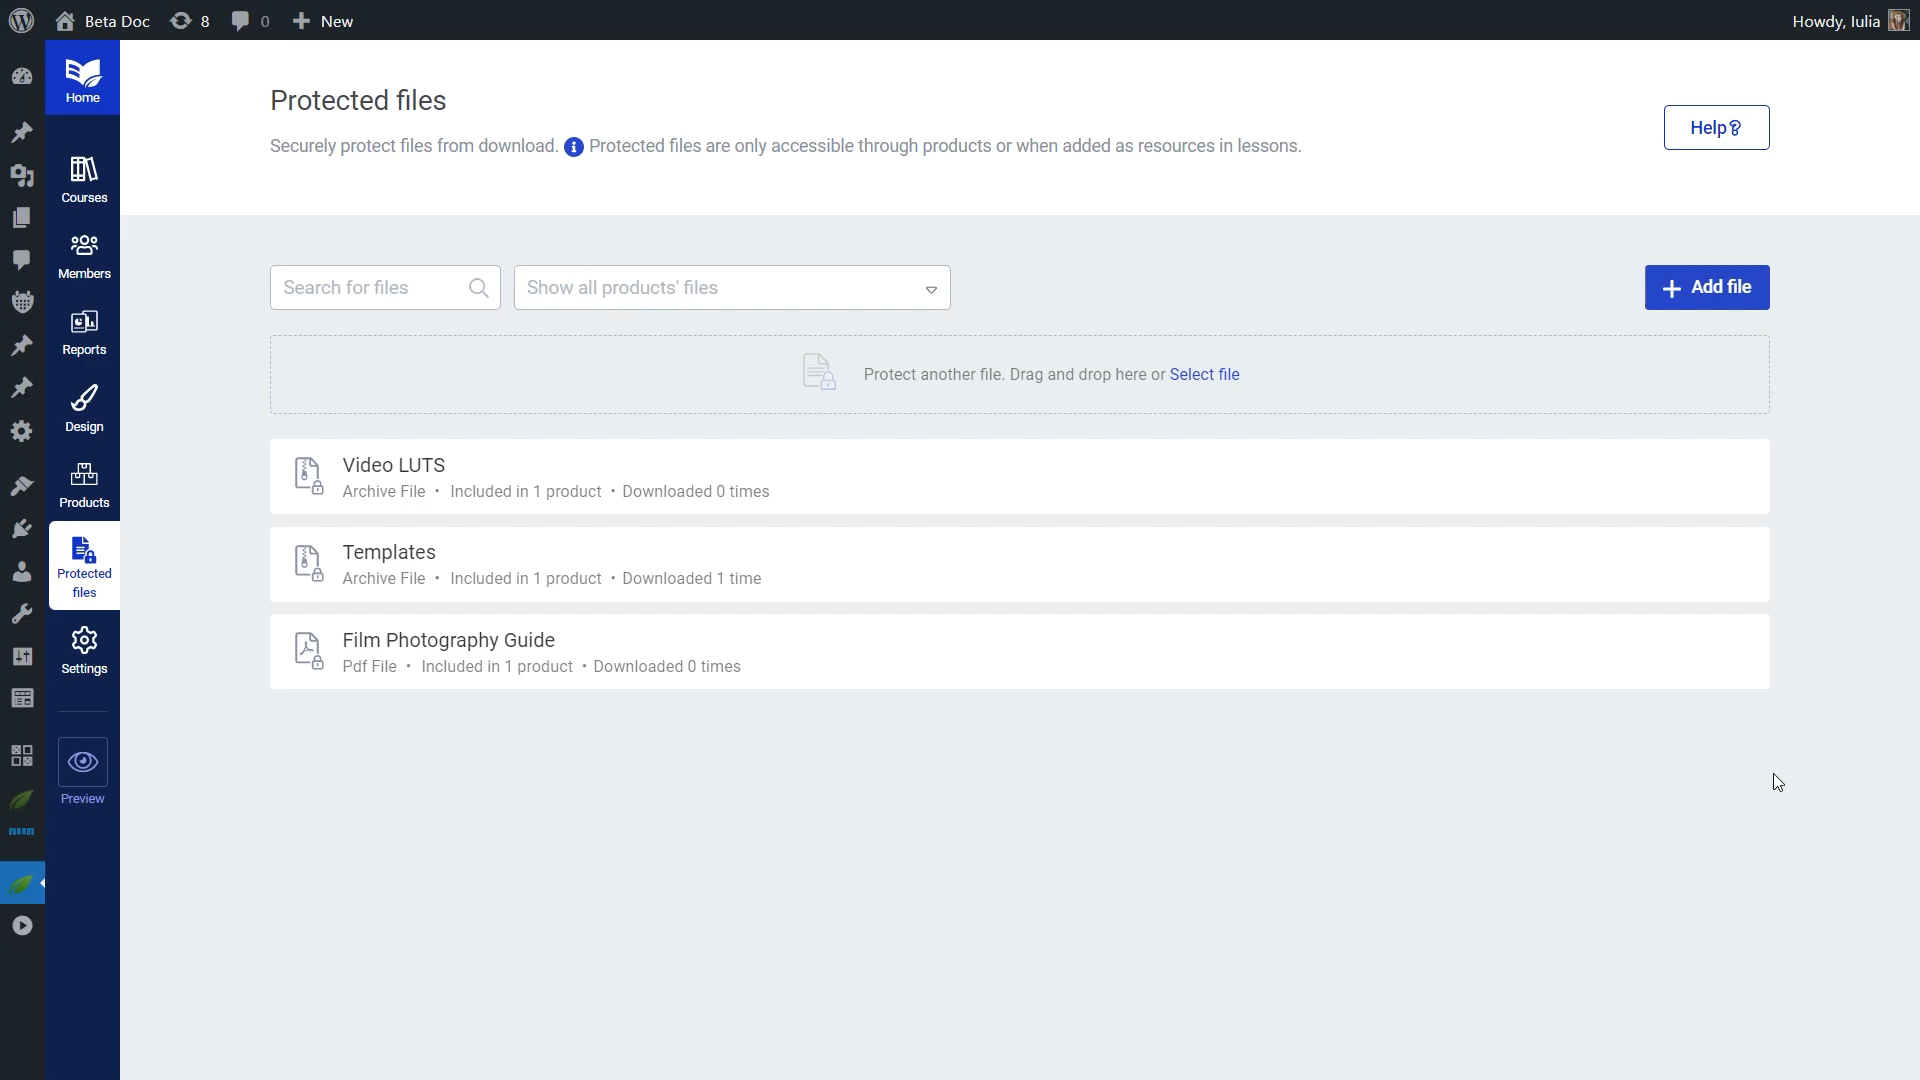 Beta Doc 8 0 New Howdy, Iulia
Home
Courses
Members
Reports
Design
Products
Protected
files
Settings
Preview
Protected files
Securely protect files from download. i Protected files are only accessible through products or when added as resources in lessons.
Help?
Search for files
Show all products' files
Add file
Protect another file. Drag and drop here or Select file
Video LUTS
Archive File • Included in 1 product • Downloaded 0 times
Templates
Archive File • Included in 1 product • Downloaded 1 time
Film Photography Guide
Pdf File • Included in 1 product • Downloaded 0 times